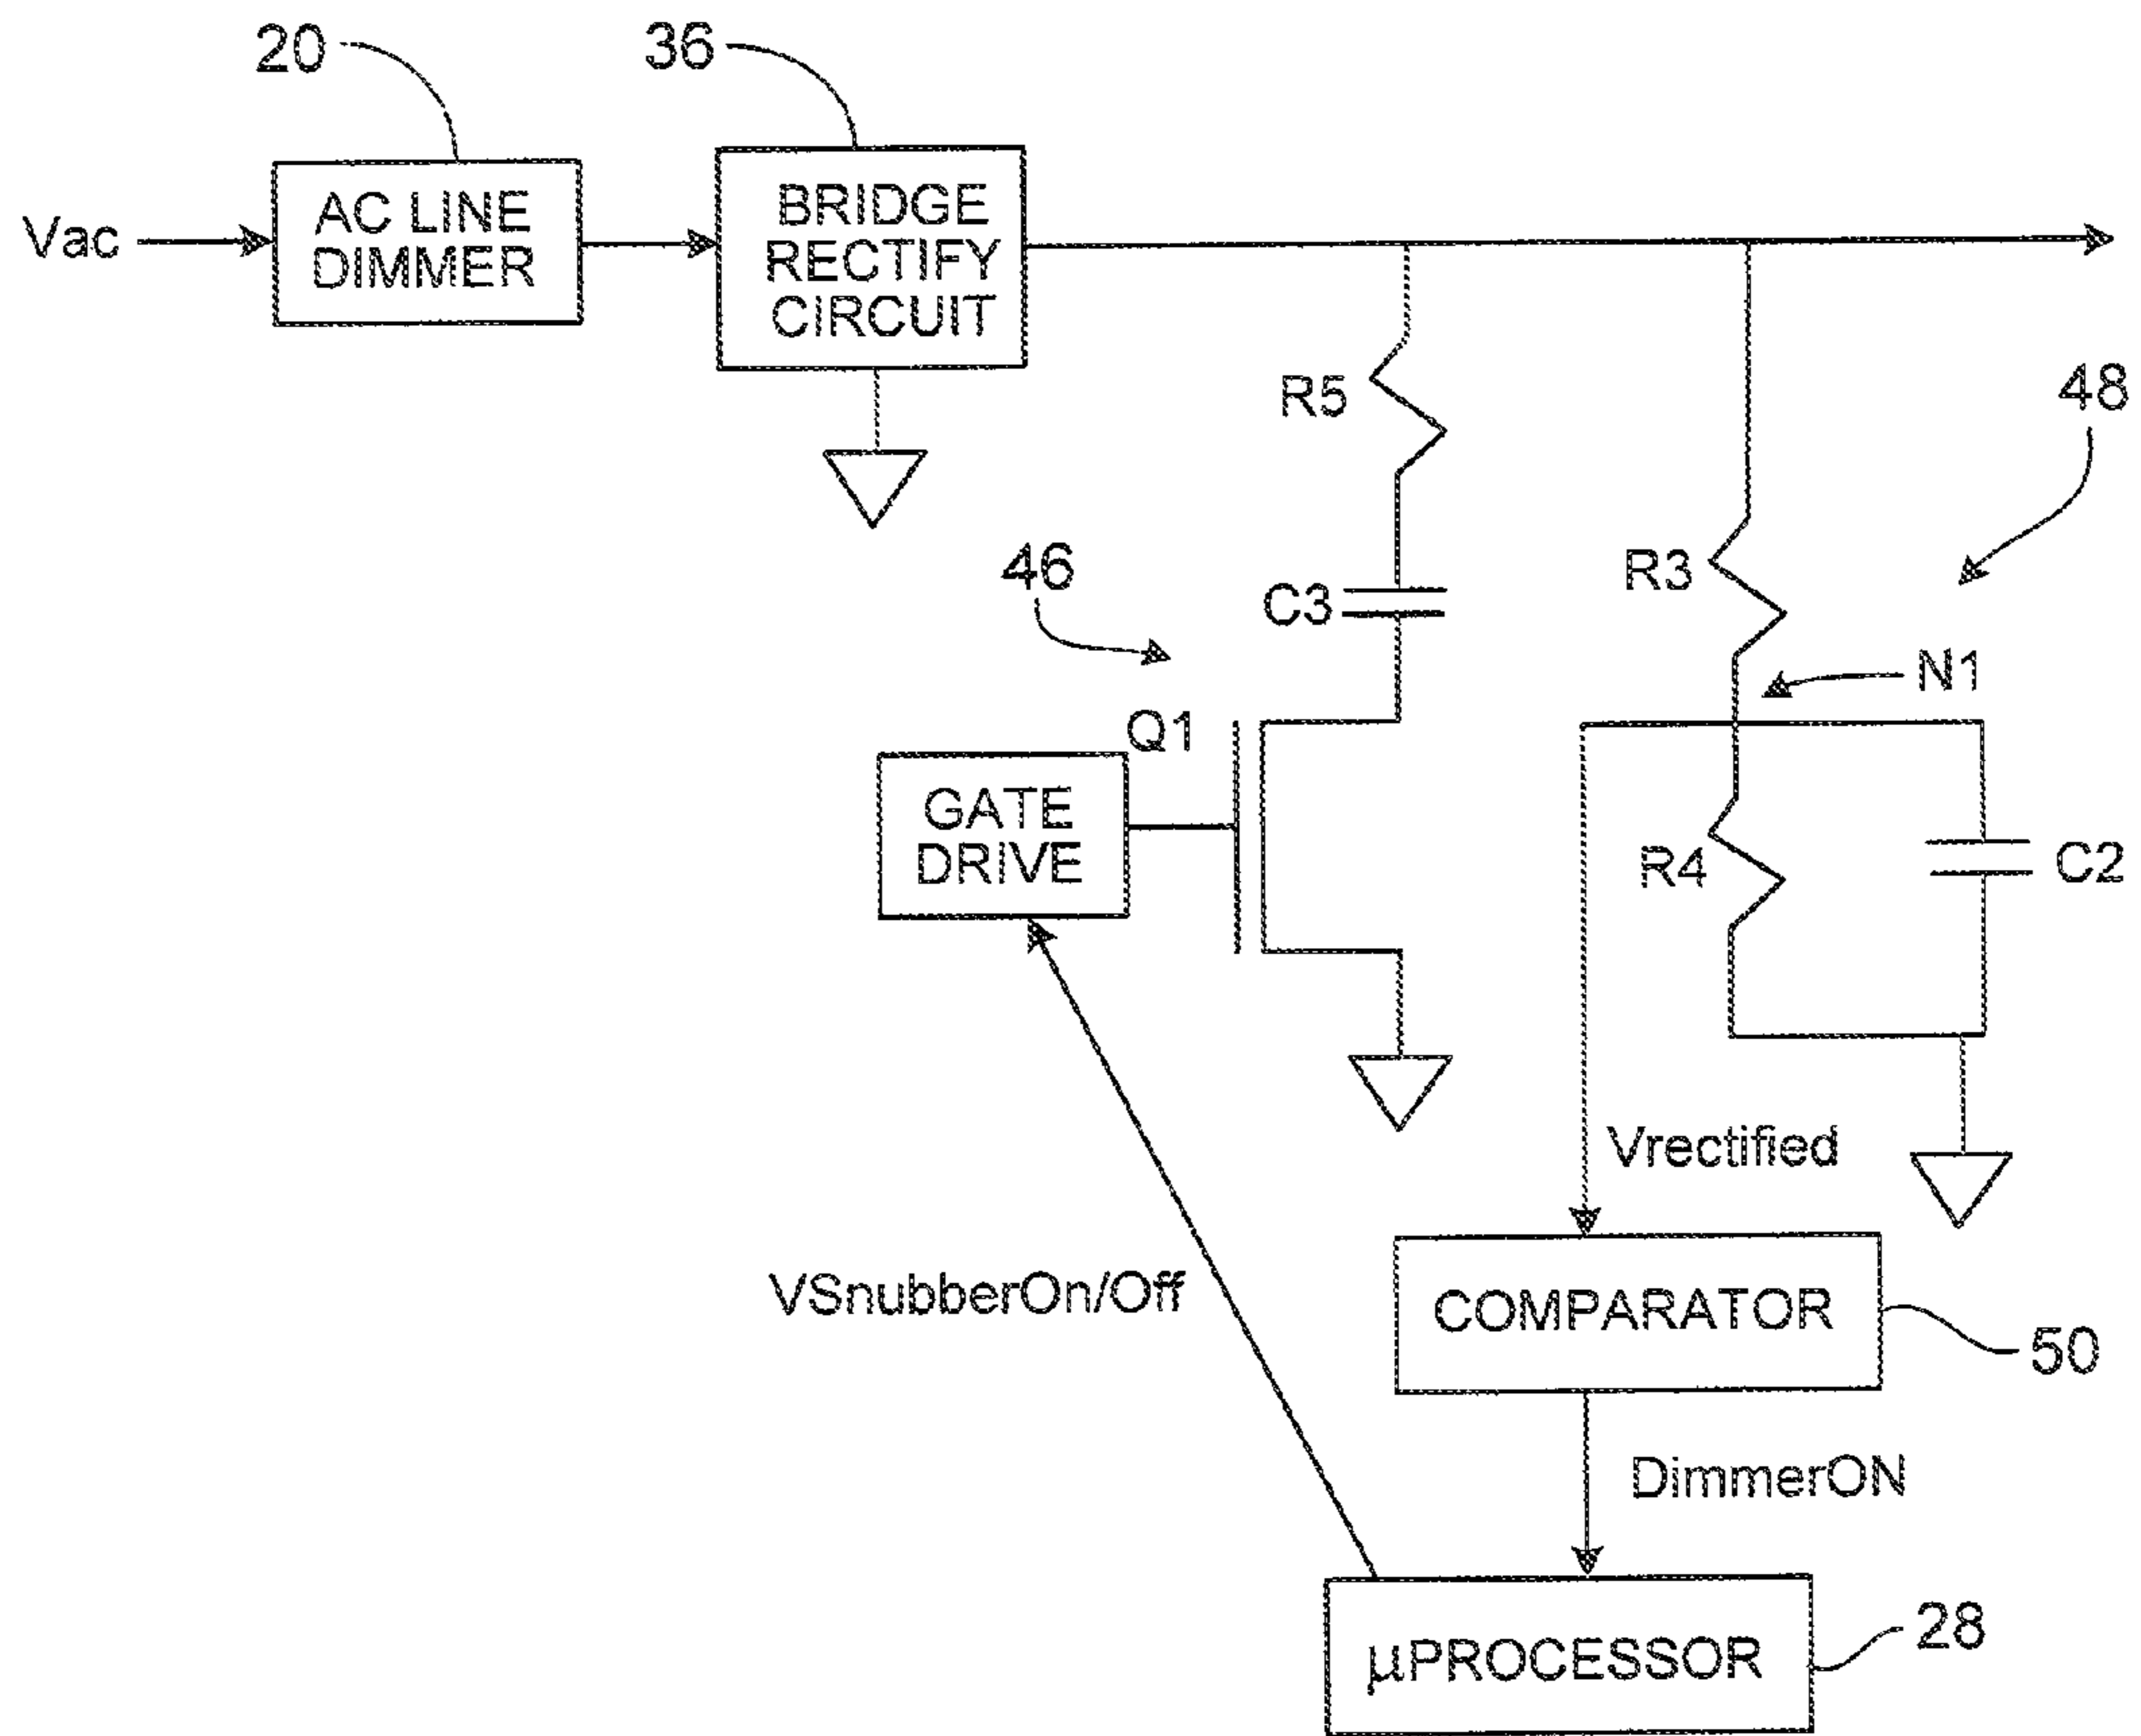 20
36
Vac
AC LINE
DIMMER
BRIDGE
RECTIFY
CIRCUIT
R5
48
46
C3
R3
N1
Q1
GATE
DRIVE
R4
C2
Vrectified
VSnubberOn/Off
COMPARATOR
50
DimmerON
μPROCESSOR
28